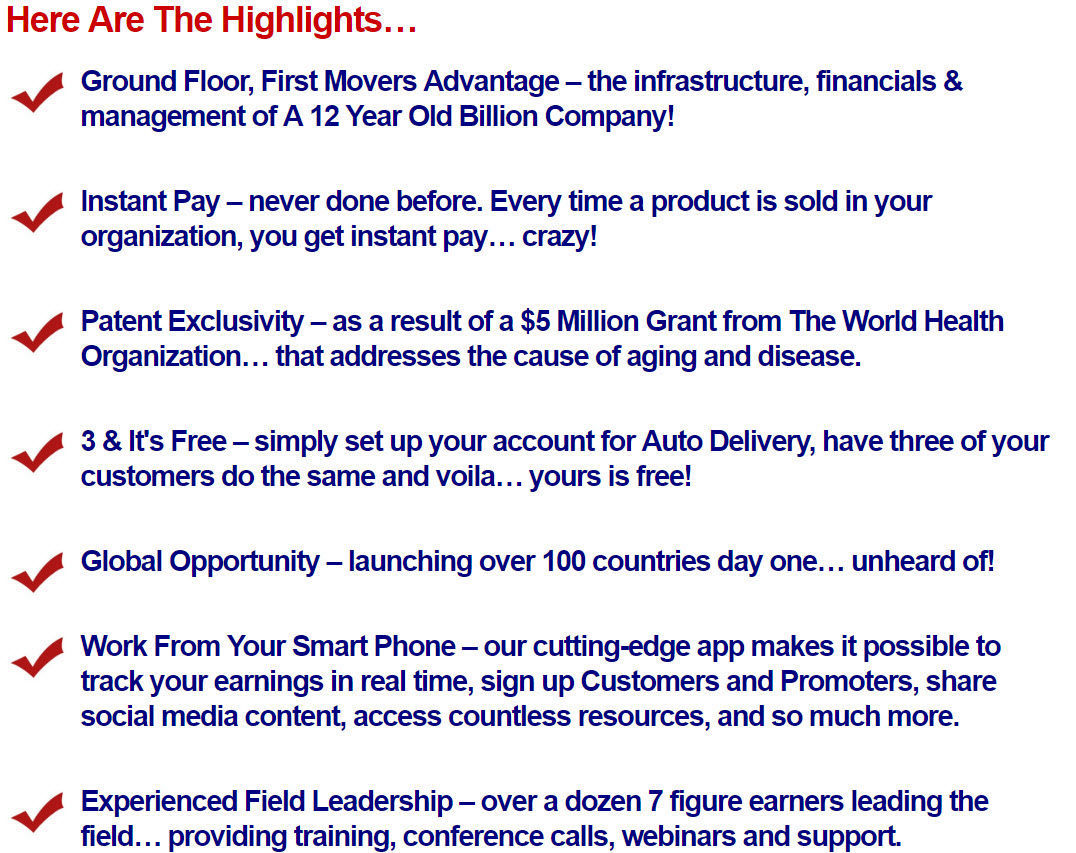 Here Are The Highlights…
Ground Floor, First Movers Advantage – the infrastructure, financials &
management of A 12 Year Old Billion Company!
Instant Pay – never done before. Every time a product is sold in your
organization, you get instant pay… crazy!
Patent Exclusivity – as a result of a $5 Million Grant from The World Health
Organization… that addresses the cause of aging and disease.
3 & It's Free – simply set up your account for Auto Delivery, have three of your
customers do the same and voila… yours is free!
Global Opportunity – launching over 100 countries day one… unheard of!
Work From Your Smart Phone – our cutting-edge app makes it possible to
track your earnings in real time, sign up Customers and Promoters, share
social media content, access countless resources, and so much more.
Experienced Field Leadership – over a dozen 7 figure earners leading the
field… providing training, conference calls, webinars and support.